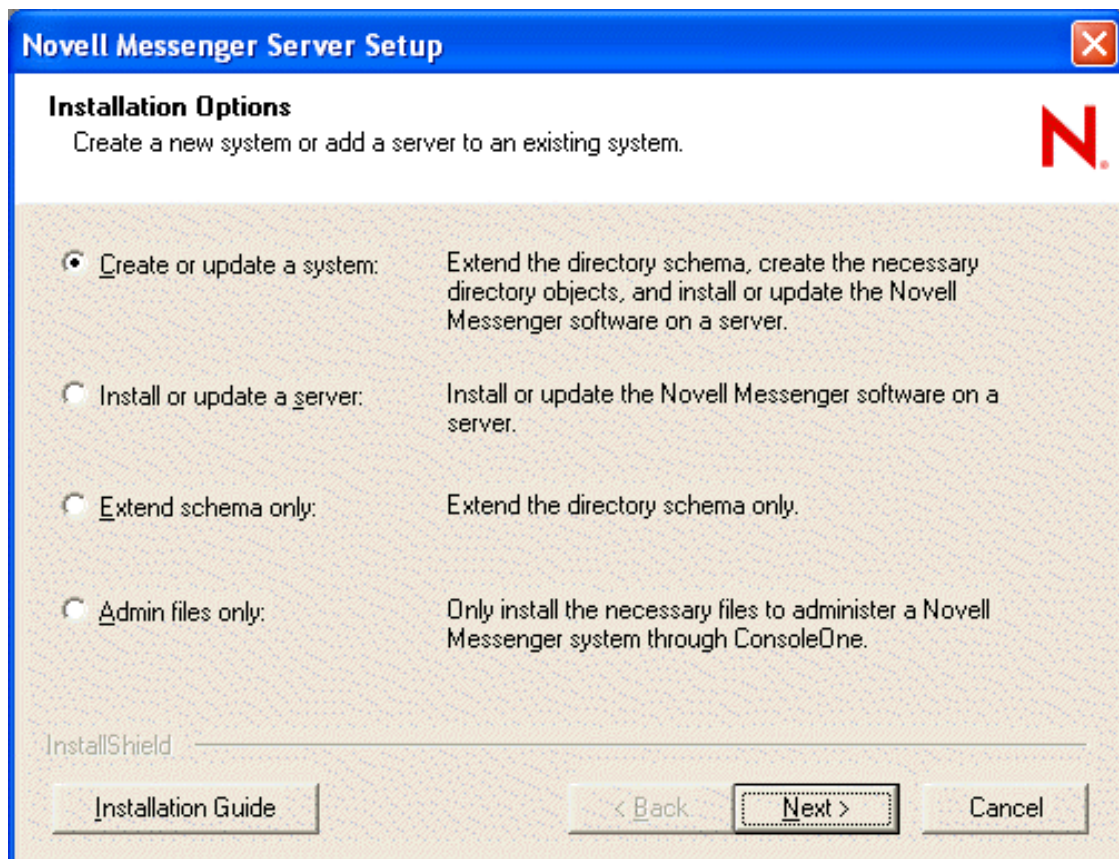 Novell Messenger Server Setup
Installation Options
Create a new system or add a server to an existing system.
N.
Create or update a system:
Extend the directory schema, create the necessary
directory objects, and install or update the Novell
Messenger software on a server.
Install or update a server:
Install or update the Novell Messenger software on a
server.
Extend schema only:
Extend the directory schema only.
Admin files only:
Only install the necessary files to administer a Novell
Messenger system through ConsoleOne.
InstallShield
Installation Guide
< Back
Next >
Cancel